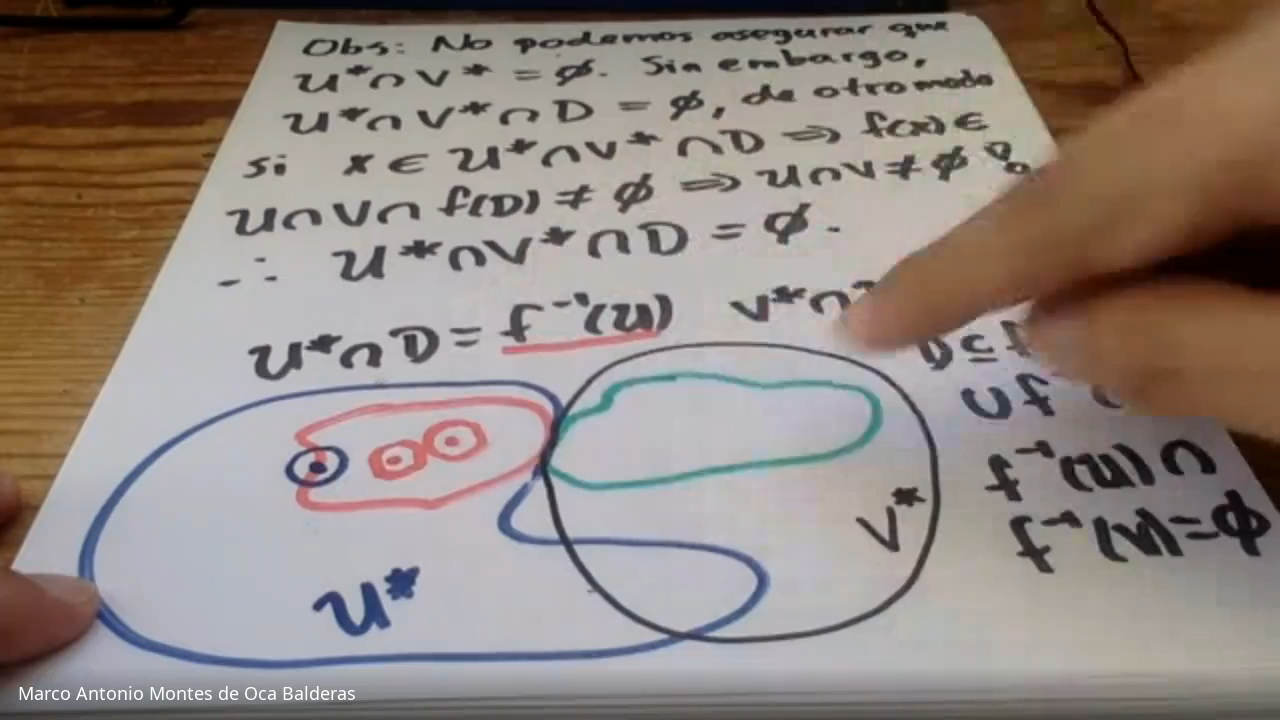 Obs: No podemos asegurar que
U*∩V* = ∅. Sin embargo,
U*∩V*∩D = ∅, de otro modo
si x ∈ U*∩V*∩D ⇒ f(x) ∈
U∩V∩f(D) ≠ ∅ ⇒ U∩V ≠ ∅
∴ U*∩V*∩D = ∅.
U*∩D = f⁻¹(U) V*∩
f⁻¹(U) ∩
f⁻¹(V) = ∅
U*
V*
Marco Antonio Montes de Oca Balderas